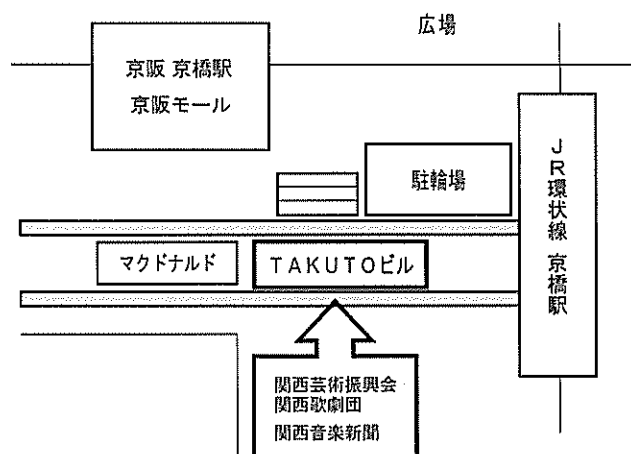 広場
京阪 京橋駅
京阪モール
駐輪場
JR環状線 京橋駅
マクドナルド
TAKUTOビル
関西芸術振興会
関西歌劇団
関西音楽新聞